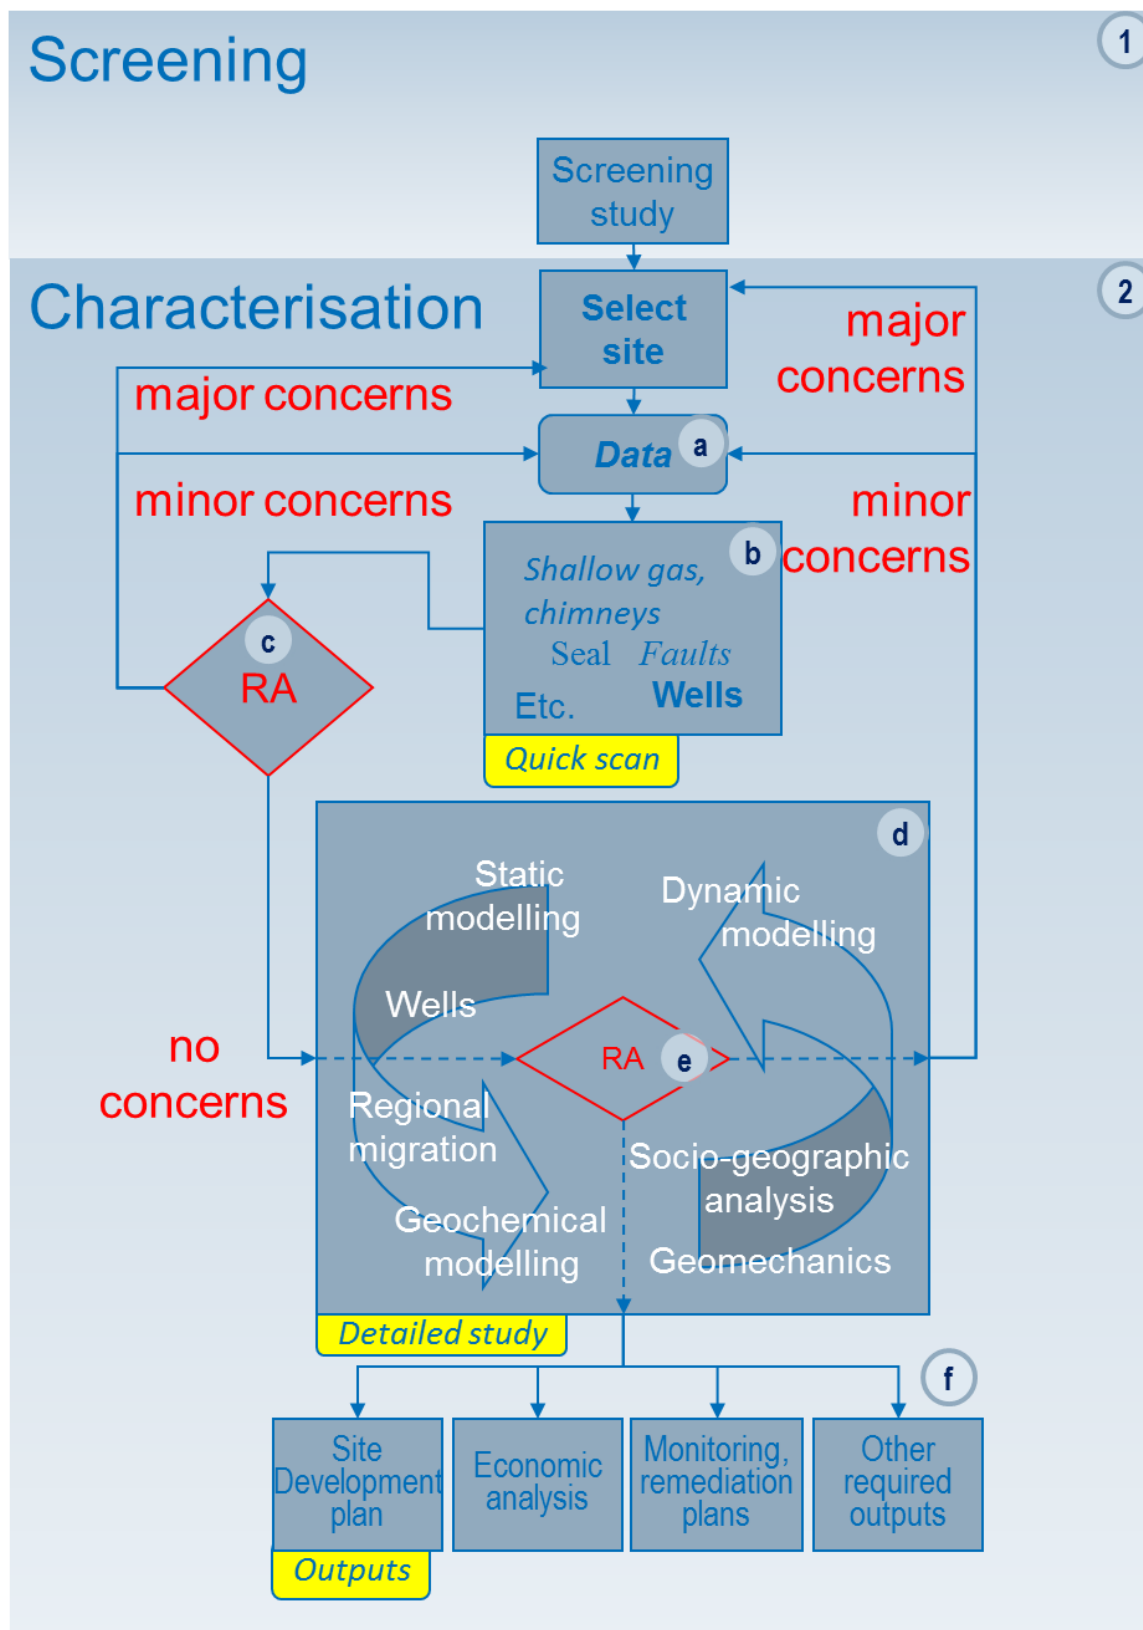 Screening
1
Screening
study
Characterisation
2
Select
site
major
concerns
major concerns
Data
a
minor concerns
minor
concerns
b
Shallow gas,
chimneys
Seal Faults
Wells
Etc.
Quick scan
c
RA
d
Static
modelling
Dynamic
modelling
Wells
no
concerns
RA
e
Regional
migration
Socio-geographic
analysis
Geochemical
modelling
Geomechanics
Detailed study
f
Site
Development
plan
Economic
analysis
Monitoring,
remediation
plans
Other
required
outputs
Outputs